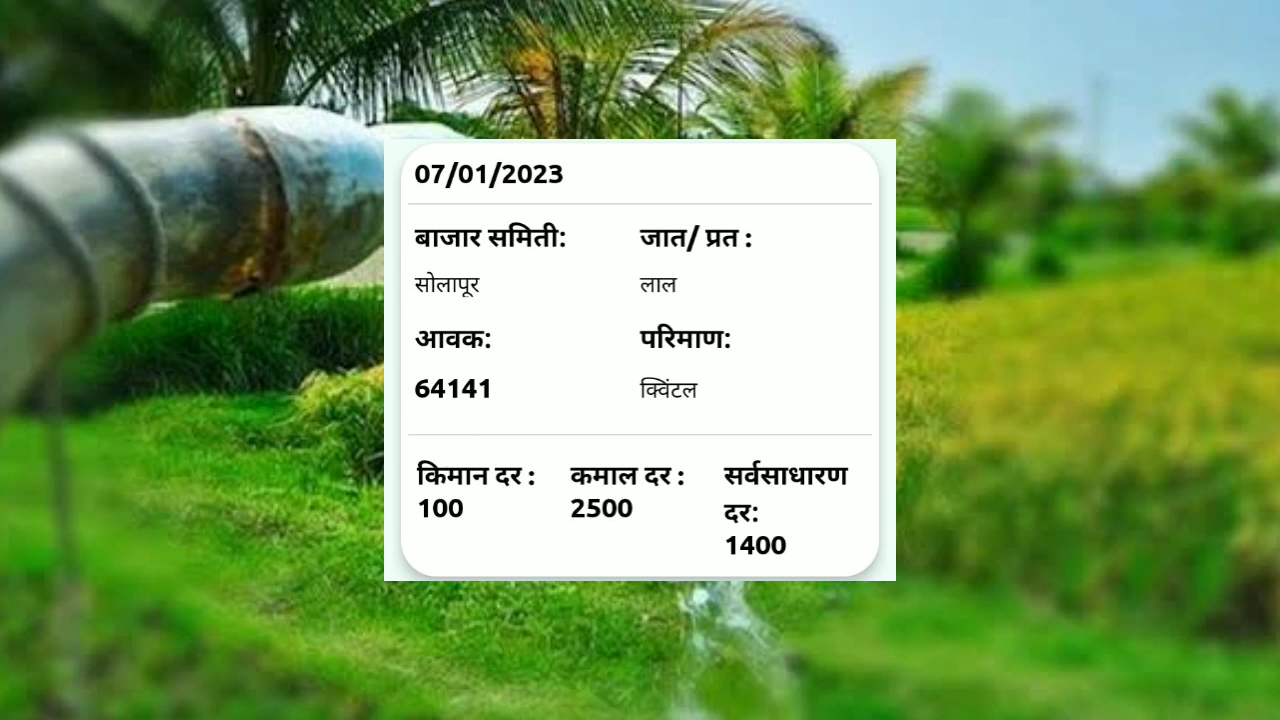 07/01/2023
बाजार समिती: जात/ प्रत :
सोलापूर लाल
आवक: परिमाण:
64141 क्विंटल
किमान दर : कमाल दर : सर्वसाधारण
100 2500 दर:
1400